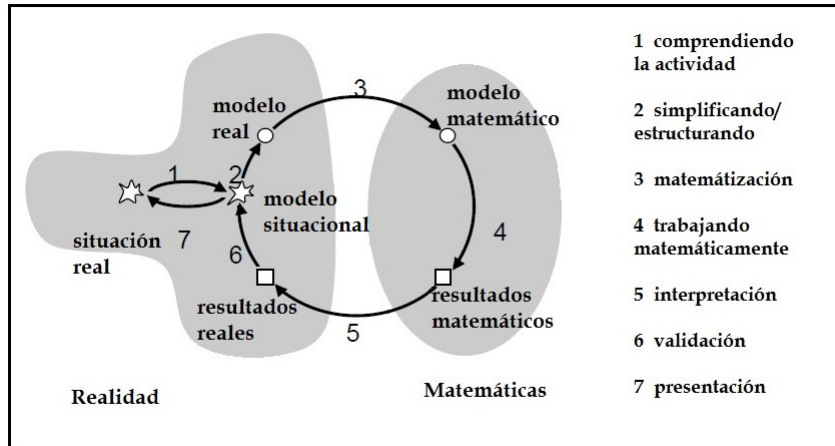 modelo
real
3
modelo
matemático
1
2
modelo
situacional
situación
real
7
6
4
resultados
reales
5
resultados
matemáticos
Realidad
Matemáticas
1 comprendiendo
la actividad
2 simplificando/
estructurando
3 matemátización
4 trabajando
matemáticamente
5 interpretación
6 validación
7 presentación